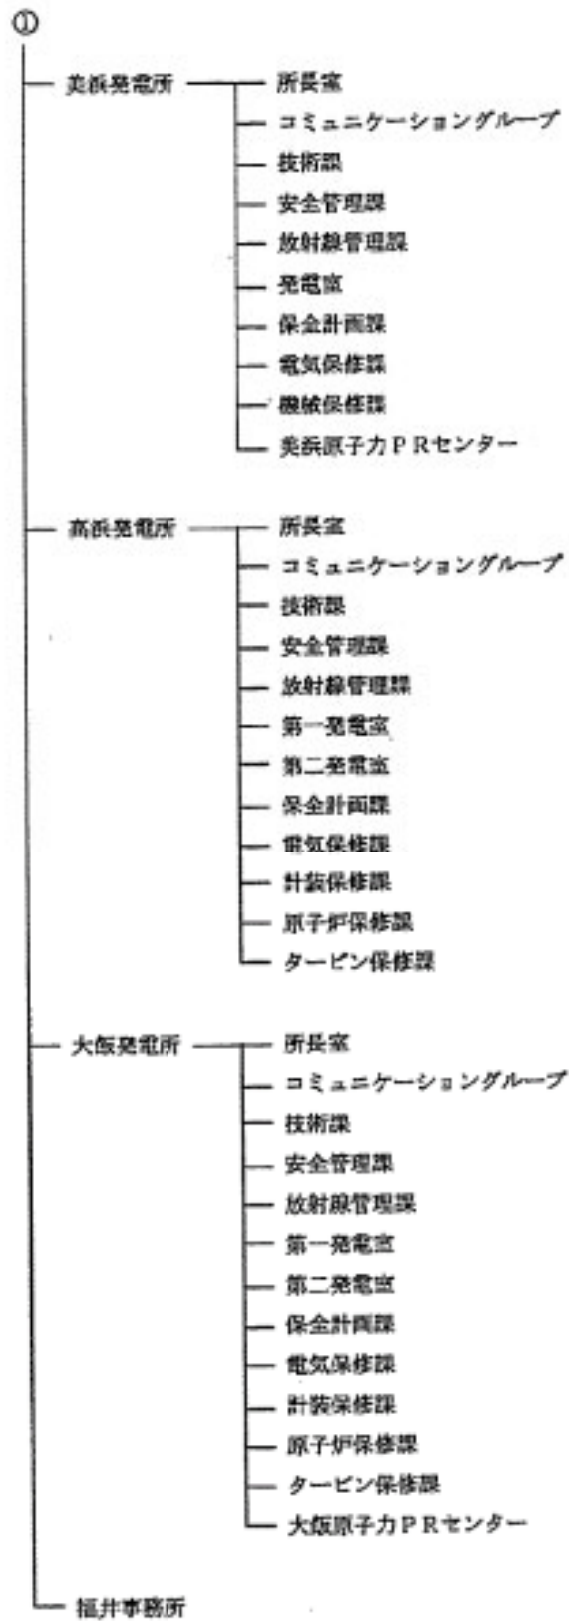 ①
美浜発電所 所長室
コミュニケーショングループ
技術課
安全管理課
放射線管理課
発電室
保全計画課
電気保修課
機械保修課
美浜原子力PRセンター
高浜発電所 所長室
コミュニケーショングループ
技術課
安全管理課
放射線管理課
第一発電室
第二発電室
保全計画課
電気保修課
計装保修課
原子炉保修課
タービン保修課
大飯発電所 所長室
コミュニケーショングループ
技術課
安全管理課
放射線管理課
第一発電室
第二発電室
保全計画課
電気保修課
計装保修課
原子炉保修課
タービン保修課
大飯原子力PRセンター
福井事務所